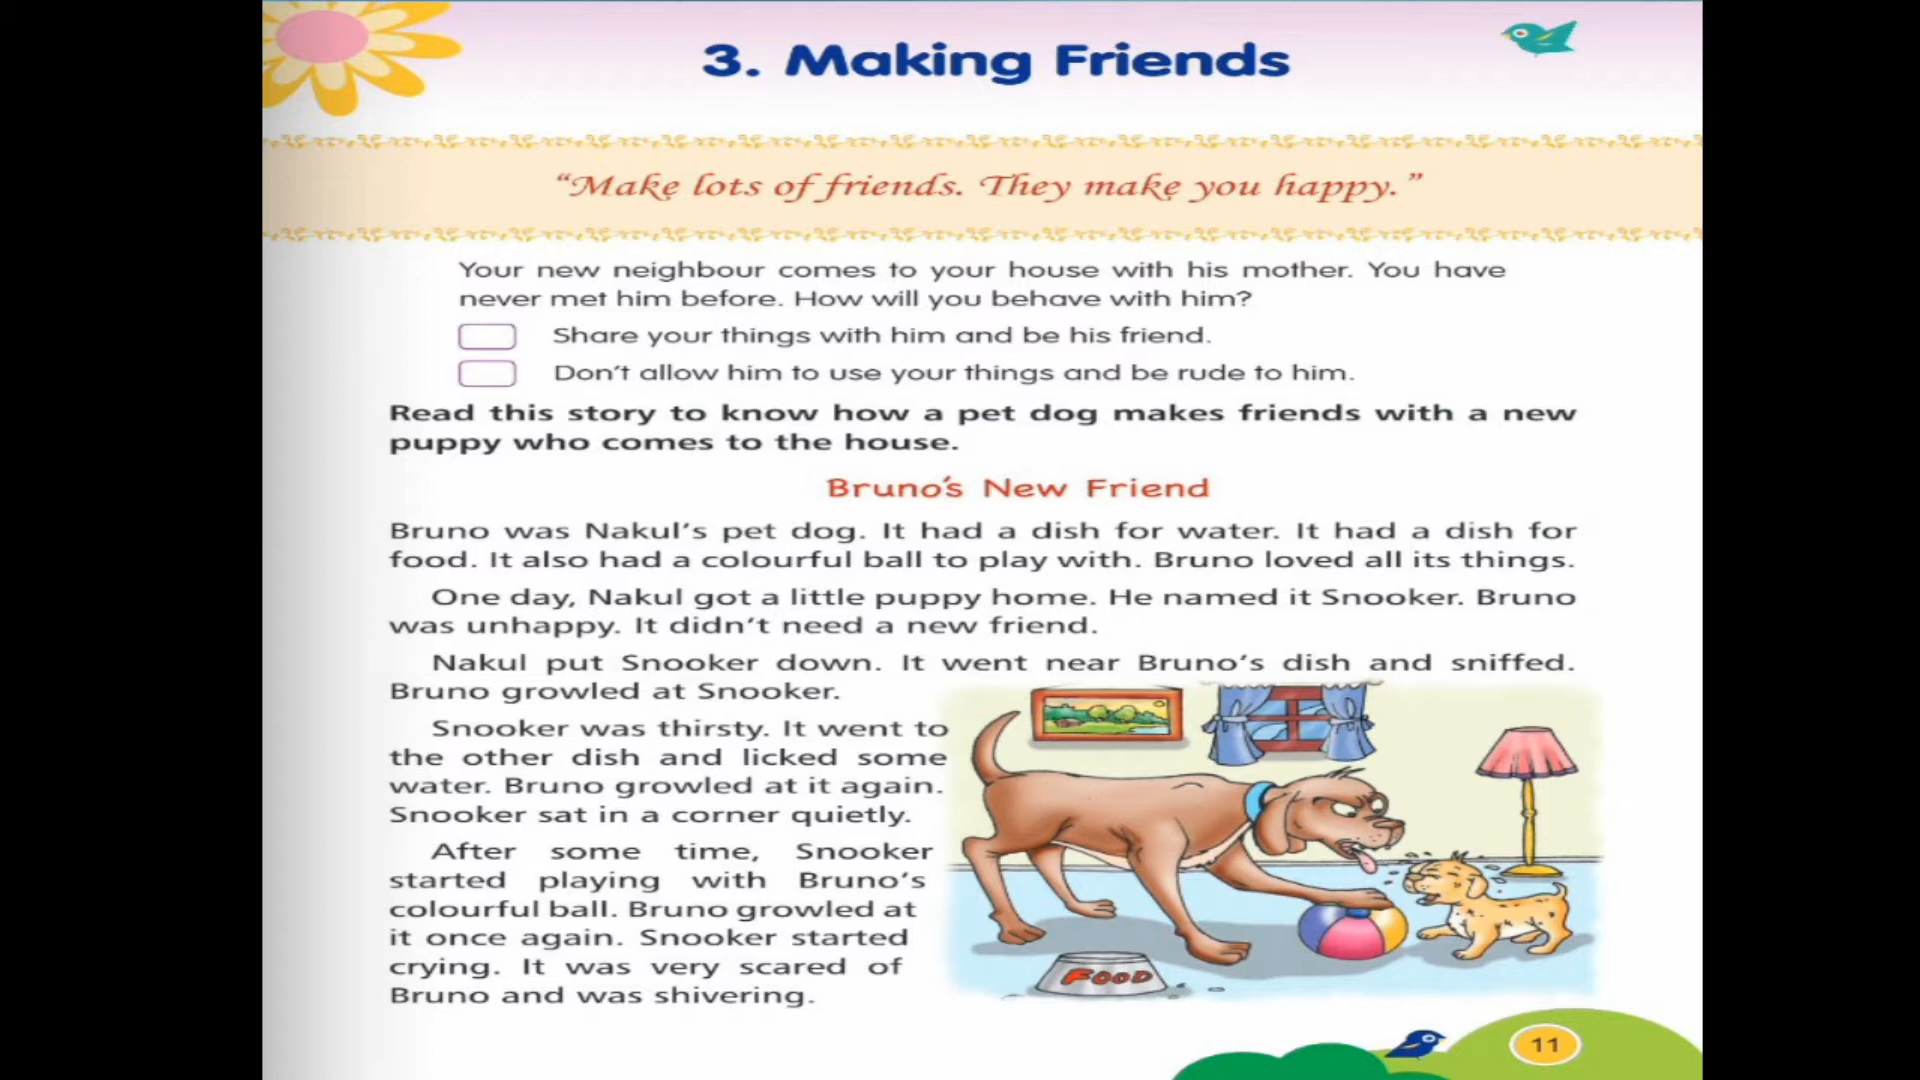 3. Making Friends
“Make lots of friends. They make you happy.”
Your new neighbour comes to your house with his mother. You have
never met him before. How will you behave with him?
Share your things with him and be his friend.
Don’t allow him to use your things and be rude to him.
Read this story to know how a pet dog makes friends with a new
puppy who comes to the house.
Bruno’s New Friend
Bruno was Nakul’s pet dog. It had a dish for water. It had a dish for
food. It also had a colourful ball to play with. Bruno loved all its things.
One day, Nakul got a little puppy home. He named it Snooker. Bruno
was unhappy. It didn’t need a new friend.
Nakul put Snooker down. It went near Bruno’s dish and sniffed.
Bruno growled at Snooker.
Snooker was thirsty. It went to
the other dish and licked some
water. Bruno growled at it again.
Snooker sat in a corner quietly.
After some time, Snooker
started playing with Bruno’s
colourful ball. Bruno growled at
it once again. Snooker started
crying. It was very scared of
Bruno and was shivering.
FOOD
11